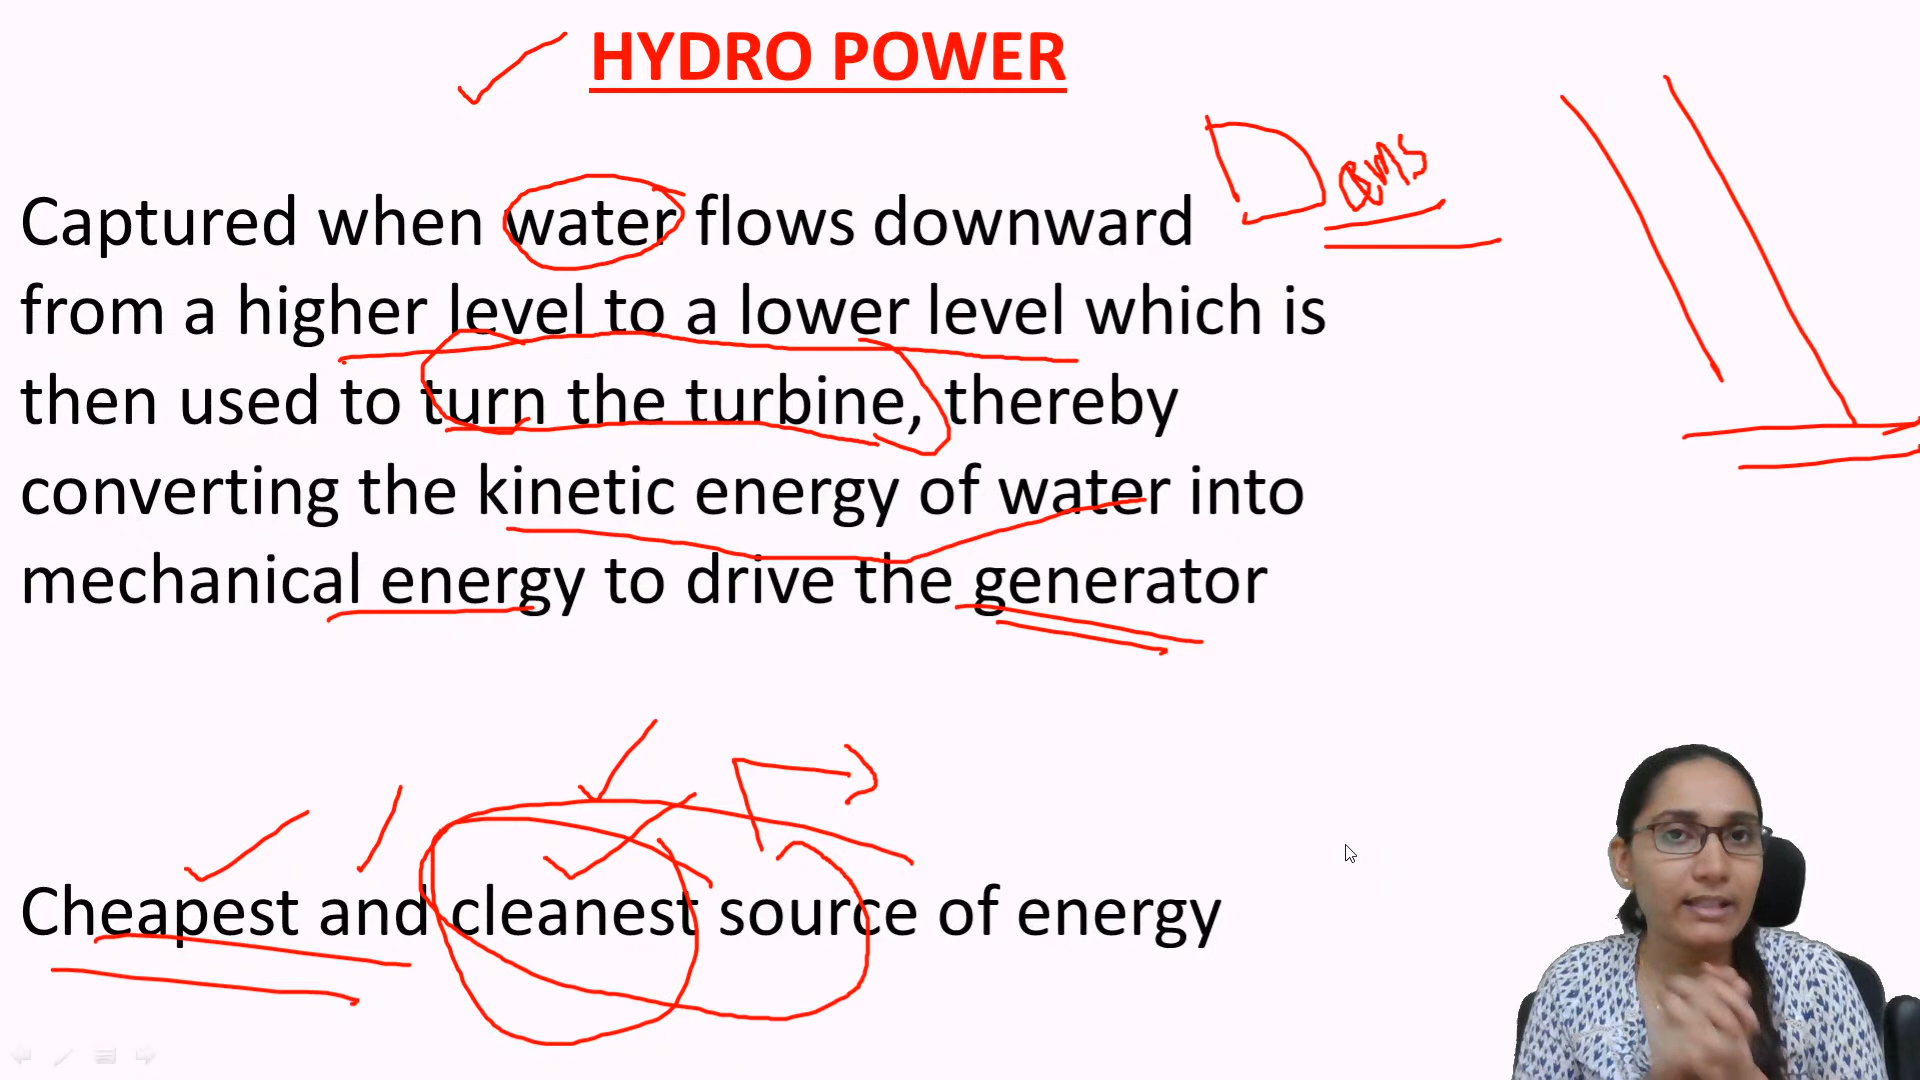 HYDRO POWER
Dams
Captured when water flows downward
from a higher level to a lower level which is
then used to turn the turbine, thereby
converting the kinetic energy of water into
mechanical energy to drive the generator
Cheapest and cleanest source of energy